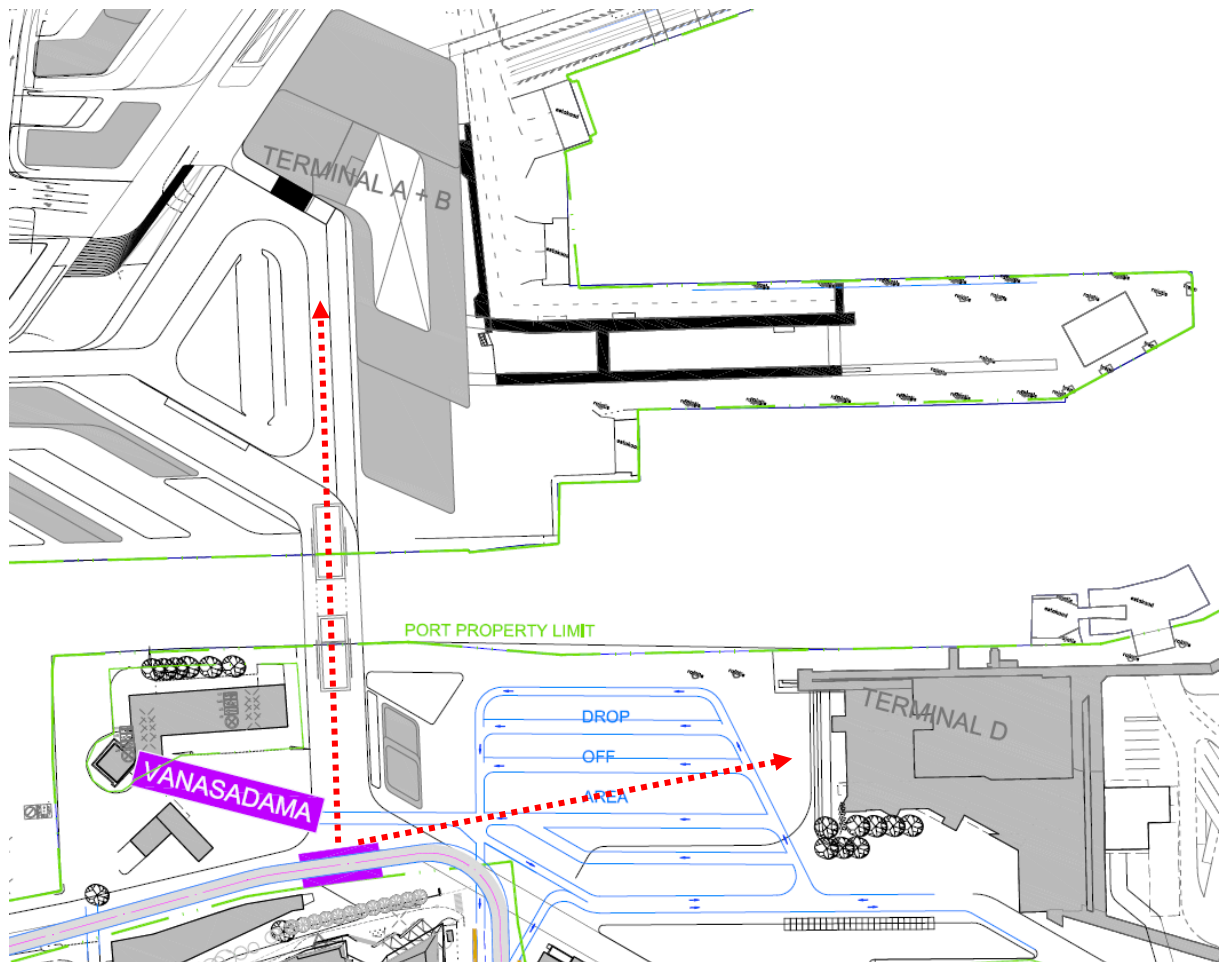 TERMINAL A + B
PORT PROPERTY LIMIT
DROP
OFF
AREA
TERMINAL D
VANASADAMA